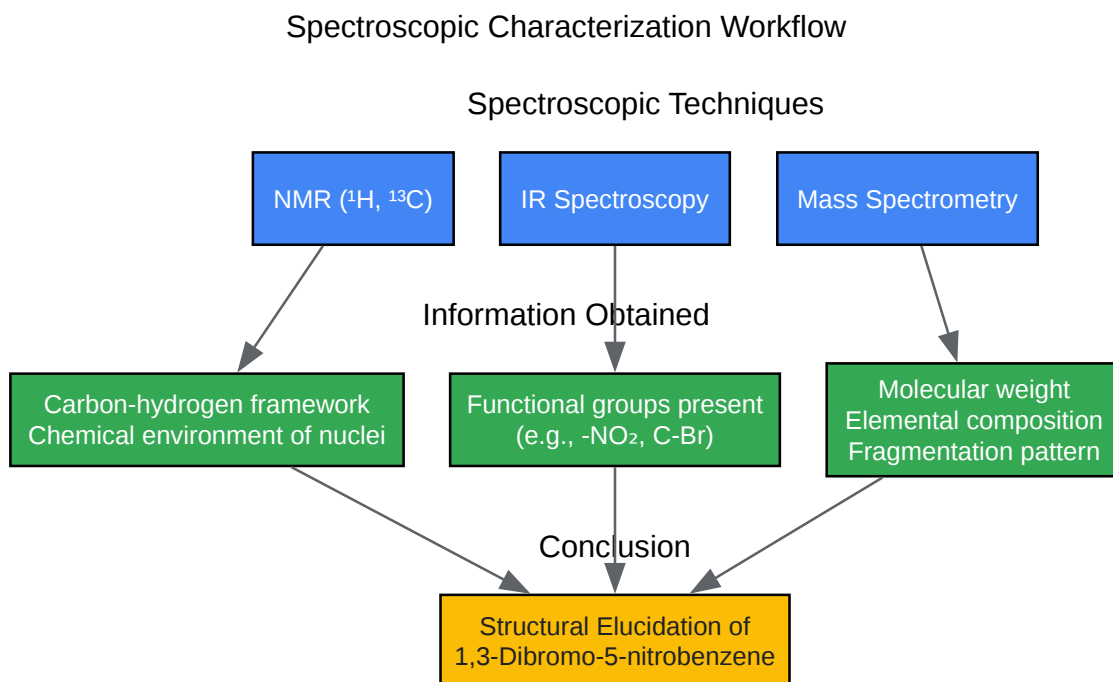 Spectroscopic Characterization Workflow
Spectroscopic Techniques
NMR (¹H, ¹³C)
IR Spectroscopy
Mass Spectrometry
Information Obtained
Carbon-hydrogen framework
Chemical environment of nuclei
Functional groups present
(e.g., -NO₂, C-Br)
Molecular weight
Elemental composition
Fragmentation pattern
Conclusion
Structural Elucidation of
1,3-Dibromo-5-nitrobenzene